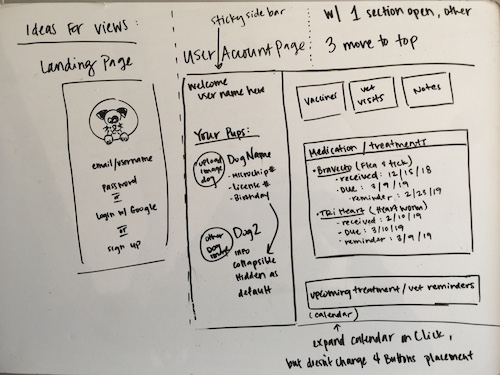 Ideas for views:
Landing Page
email/username
password
or
Login w/ Google
or
sign up
sticky side bar
User Account Page
w/ 1 section open, other
3 move to top
welcome
user name here
Your Pups:
upload
image
dog
Dog Name
- Microchip #
- License #
- Birthday
other
Dog
image
Dog2
info
collapsible
Hidden as
default
vaccines
vet
visits
Notes
Medication/treatments
• Bravecto (Flea & tick)
- received: 12/15/18
- Due: 3/9/19
- reminder: 2/23/19
• Tri Heart (Heartworm)
- received: 2/10/19
- Due: 3/10/19
- reminder: 3/9/19
upcoming treatment/vet reminders
(calendar)
expand calendar on click,
but doesn't change 4 buttons placement